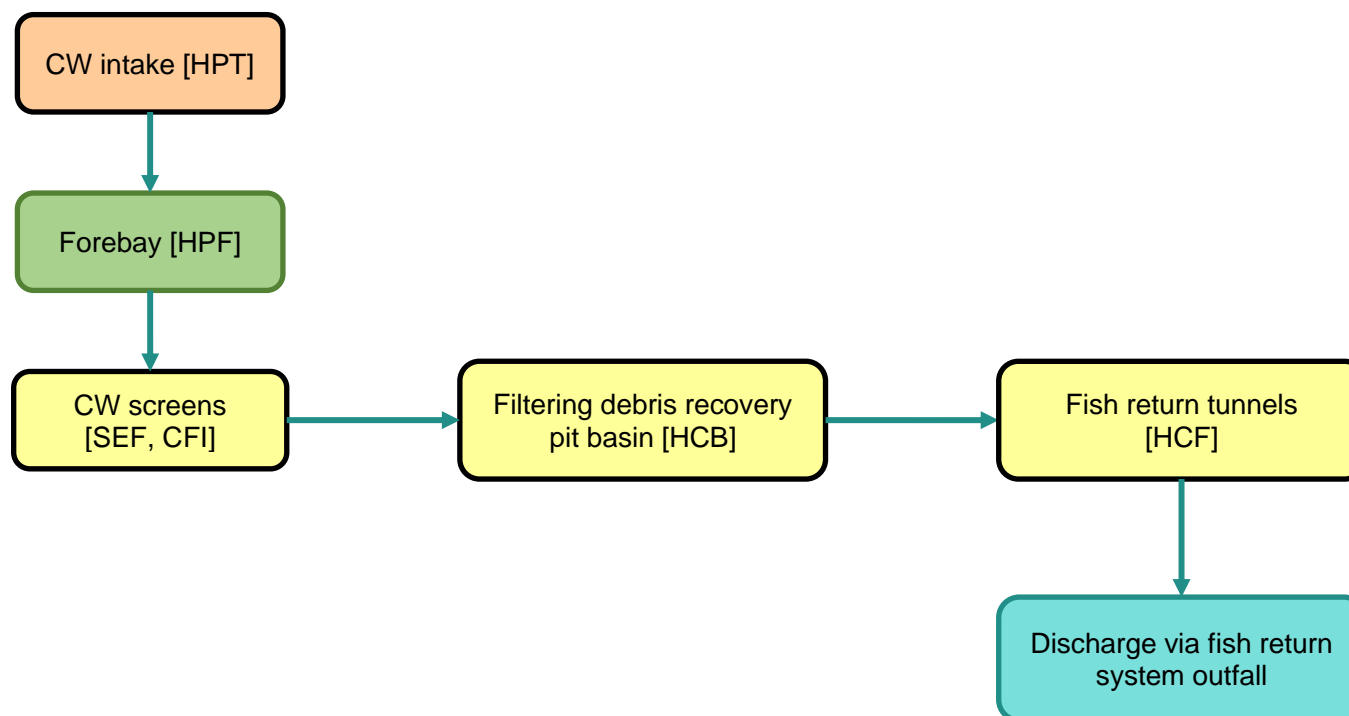 CW intake [HPT]
Forebay [HPF]
CW screens
[SEF, CFI]
Filtering debris recovery
pit basin [HCB]
Fish return tunnels
[HCF]
Discharge via fish return
system outfall